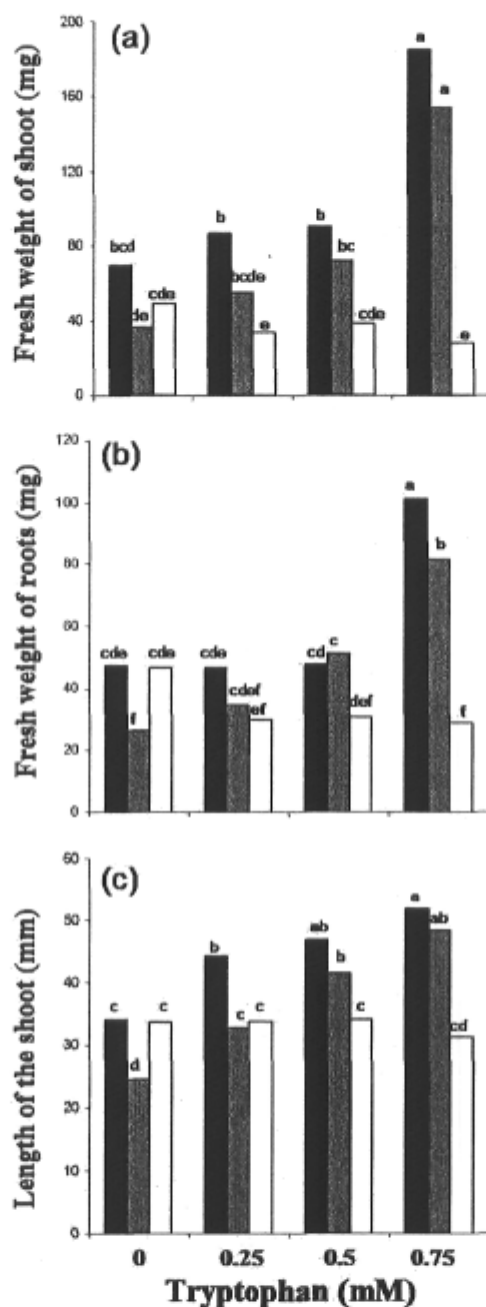 (a)
Fresh weight of shoot (mg)
200
160
120
80
40
0
bcd
de
cde
b
bcde
e
b
bc
cde
a
a
e
(b)
Fresh weight of roots (mg)
120
100
80
60
40
20
0
cde
f
cde
cde
cdef
ef
cd
c
def
a
b
f
(c)
Length of the shoot (mm)
60
50
40
30
20
10
0
c
d
c
b
c
c
ab
b
c
a
ab
cd
0 0.25 0.5 0.75
Tryptophan (mM)